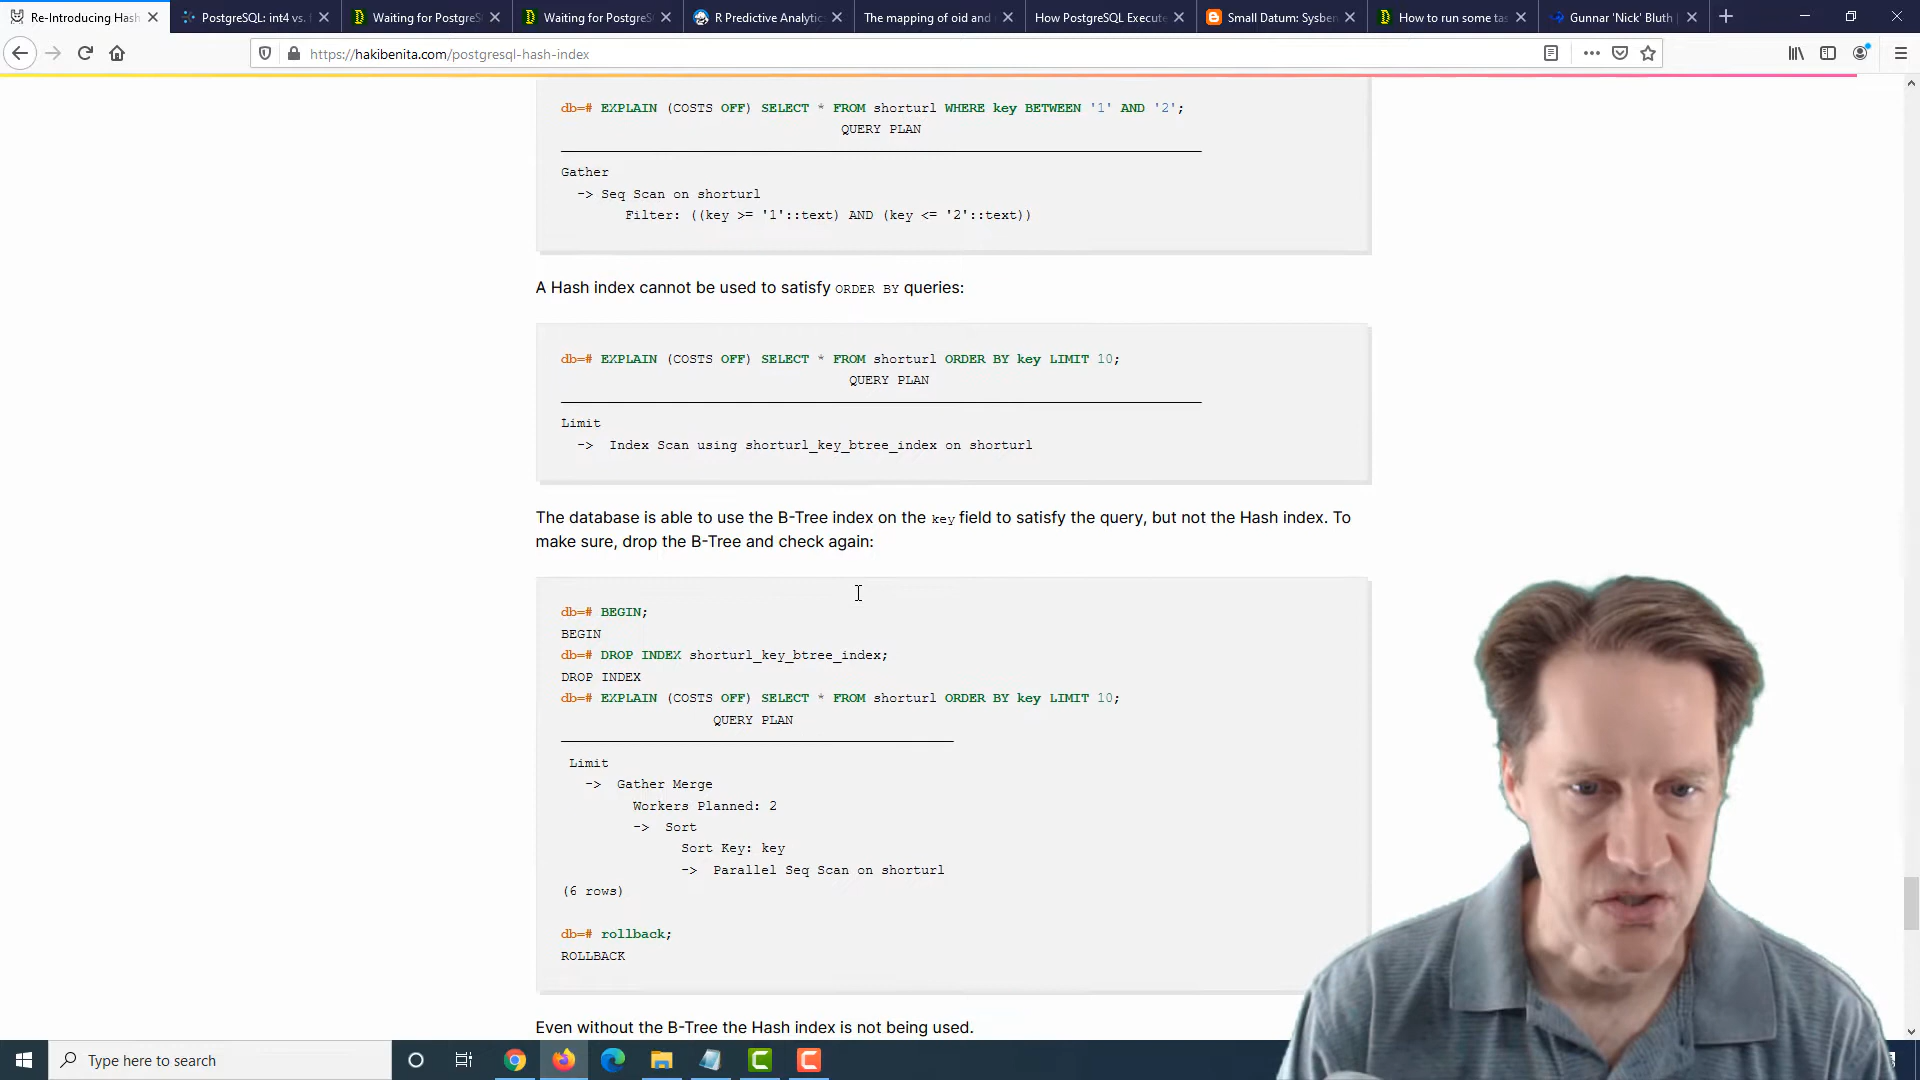 Re-Introducing Hash
PostgreSQL: int4 vs.
Waiting for PostgreS
Waiting for PostgreS
R Predictive Analytics
The mapping of oid and
How PostgreSQL Execute
Small Datum: Sysben
How to run some tas
Gunnar 'Nick' Bluth
https://hakibenita.com/postgresql-hash-index
db=# EXPLAIN (COSTS OFF) SELECT * FROM shorturl WHERE key BETWEEN '1' AND '2';
QUERY PLAN
Gather
-> Seq Scan on shorturl
Filter: ((key >= '1'::text) AND (key <= '2'::text))
A Hash index cannot be used to satisfy ORDER BY queries:
db=# EXPLAIN (COSTS OFF) SELECT * FROM shorturl ORDER BY key LIMIT 10;
QUERY PLAN
Limit
-> Index Scan using shorturl_key_btree_index on shorturl
The database is able to use the B-Tree index on the key field to satisfy the query, but not the Hash index. To
make sure, drop the B-Tree and check again:
db=# BEGIN;
BEGIN
db=# DROP INDEX shorturl_key_btree_index;
DROP INDEX
db=# EXPLAIN (COSTS OFF) SELECT * FROM shorturl ORDER BY key LIMIT 10;
QUERY PLAN
Limit
-> Gather Merge
Workers Planned: 2
-> Sort
Sort Key: key
-> Parallel Seq Scan on shorturl
(6 rows)
db=# rollback;
ROLLBACK
Even without the B-Tree the Hash index is not being used.
Type here to search